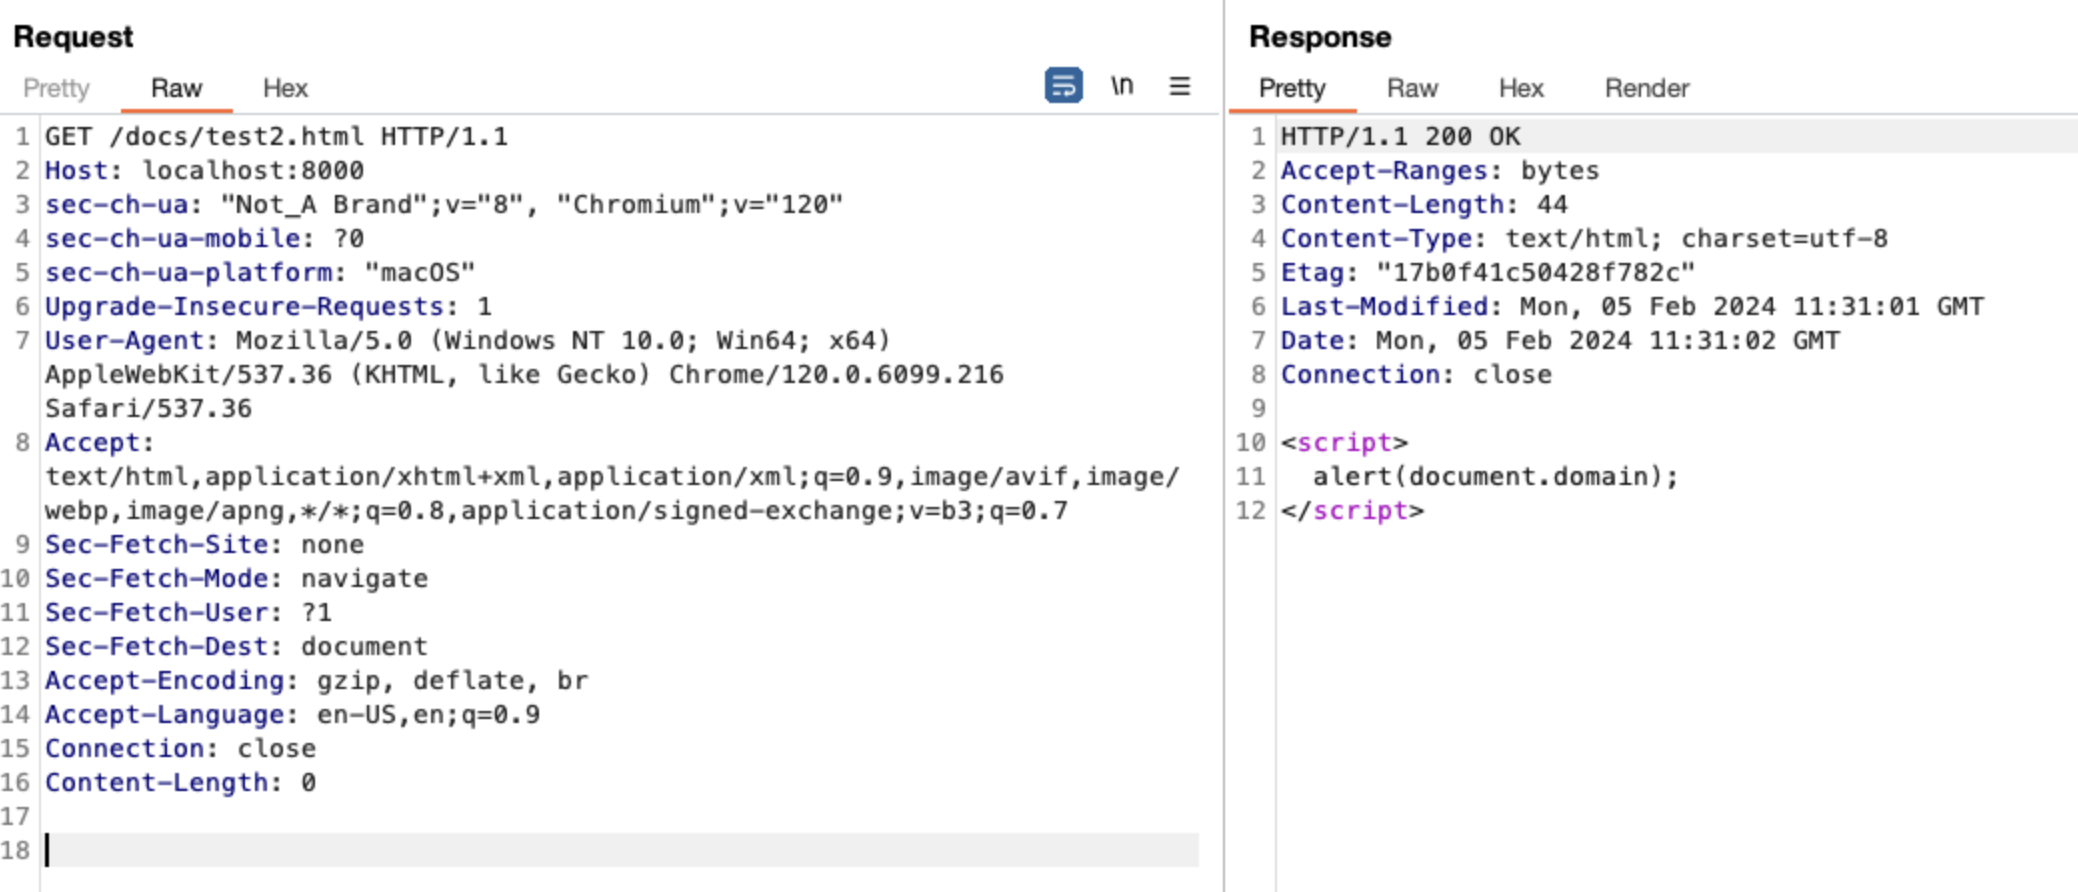 Request
Pretty Raw Hex \n
1 GET /docs/test2.html HTTP/1.1
2 Host: localhost:8000
3 sec-ch-ua: "Not_A Brand";v="8", "Chromium";v="120"
4 sec-ch-ua-mobile: ?0
5 sec-ch-ua-platform: "macOS"
6 Upgrade-Insecure-Requests: 1
7 User-Agent: Mozilla/5.0 (Windows NT 10.0; Win64; x64)
AppleWebKit/537.36 (KHTML, like Gecko) Chrome/120.0.6099.216
Safari/537.36
8 Accept:
text/html,application/xhtml+xml,application/xml;q=0.9,image/avif,image/
webp,image/apng,*/*;q=0.8,application/signed-exchange;v=b3;q=0.7
9 Sec-Fetch-Site: none
10 Sec-Fetch-Mode: navigate
11 Sec-Fetch-User: ?1
12 Sec-Fetch-Dest: document
13 Accept-Encoding: gzip, deflate, br
14 Accept-Language: en-US,en;q=0.9
15 Connection: close
16 Content-Length: 0
17
18
Response
Pretty Raw Hex Render
1 HTTP/1.1 200 OK
2 Accept-Ranges: bytes
3 Content-Length: 44
4 Content-Type: text/html; charset=utf-8
5 Etag: "17b0f41c50428f782c"
6 Last-Modified: Mon, 05 Feb 2024 11:31:01 GMT
7 Date: Mon, 05 Feb 2024 11:31:02 GMT
8 Connection: close
9
10 <script>
11 alert(document.domain);
12 </script>